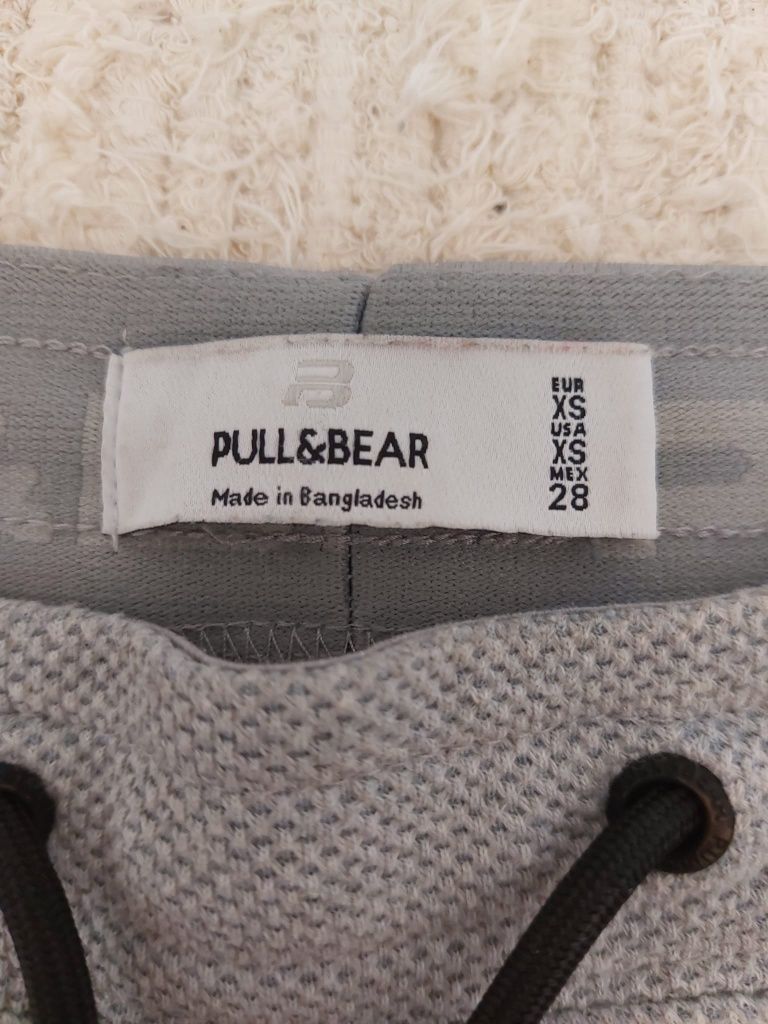 PULL&BEAR
Made in Bangladesh
EUR
XS
USA
XS
MEX
28